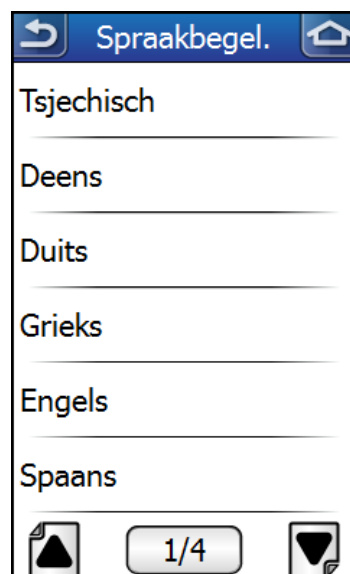 Spraakbegel.
Tsjechisch
Deens
Duits
Grieks
Engels
Spaans
1/4